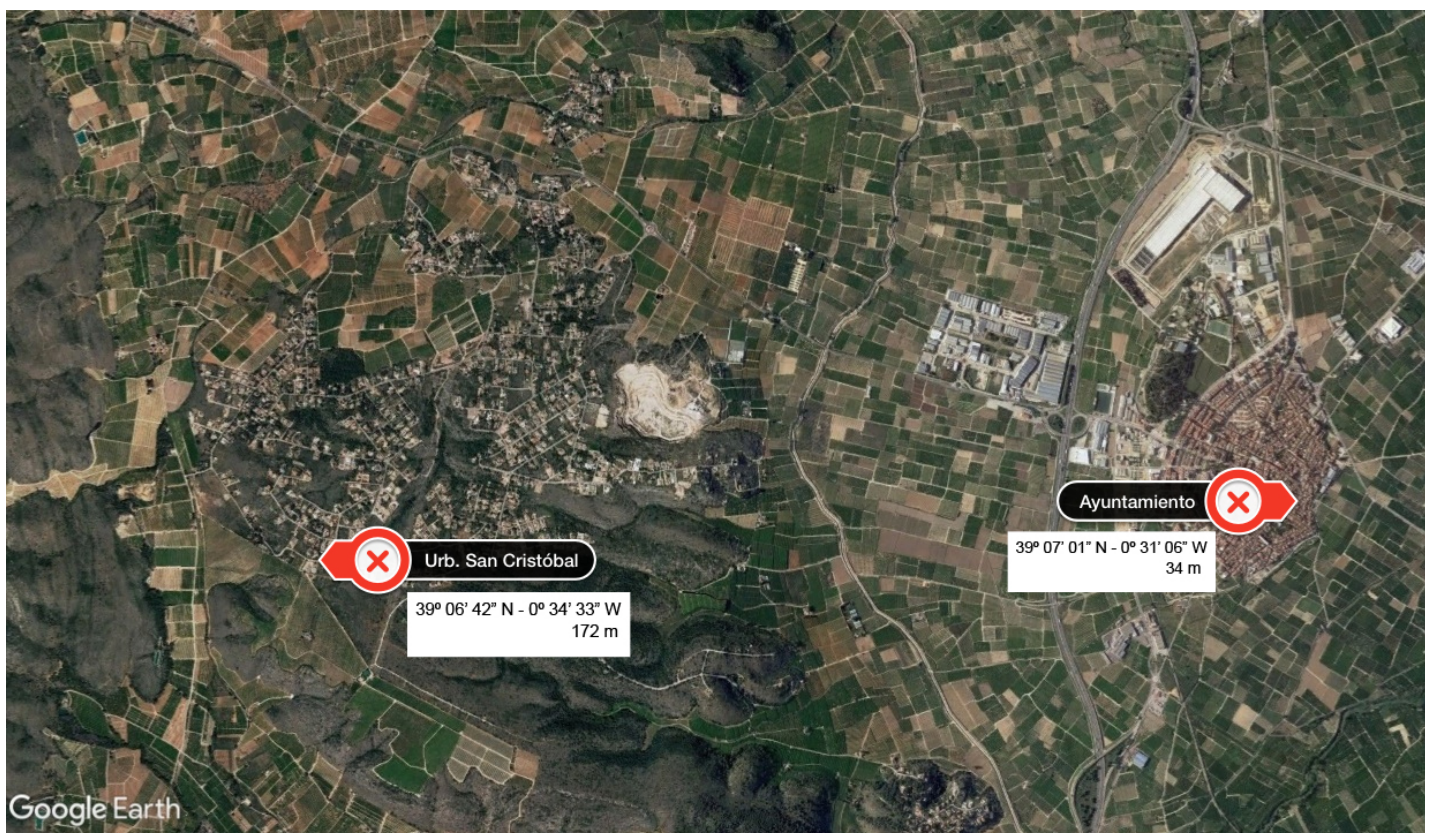 Ayuntamiento
39º 07’ 01” N - 0º 31’ 06” W
34 m
Urb. San Cristóbal
39º 06’ 42” N - 0º 34’ 33” W
172 m
Google Earth